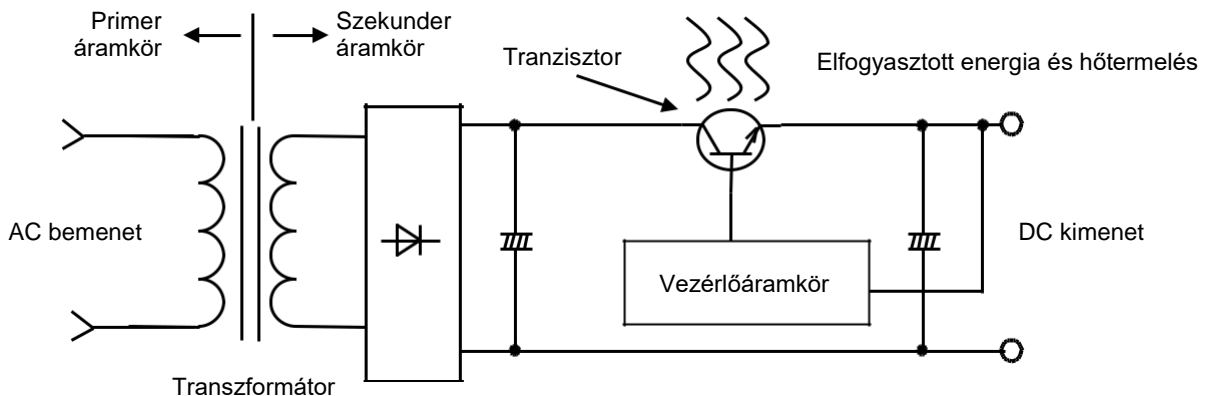 Primer
áramkör
Szekunder
áramkör
Tranzisztor
Elfogyasztott energia és hőtermelés
AC bemenet
DC kimenet
Vezérlőáramkör
Transzformátor